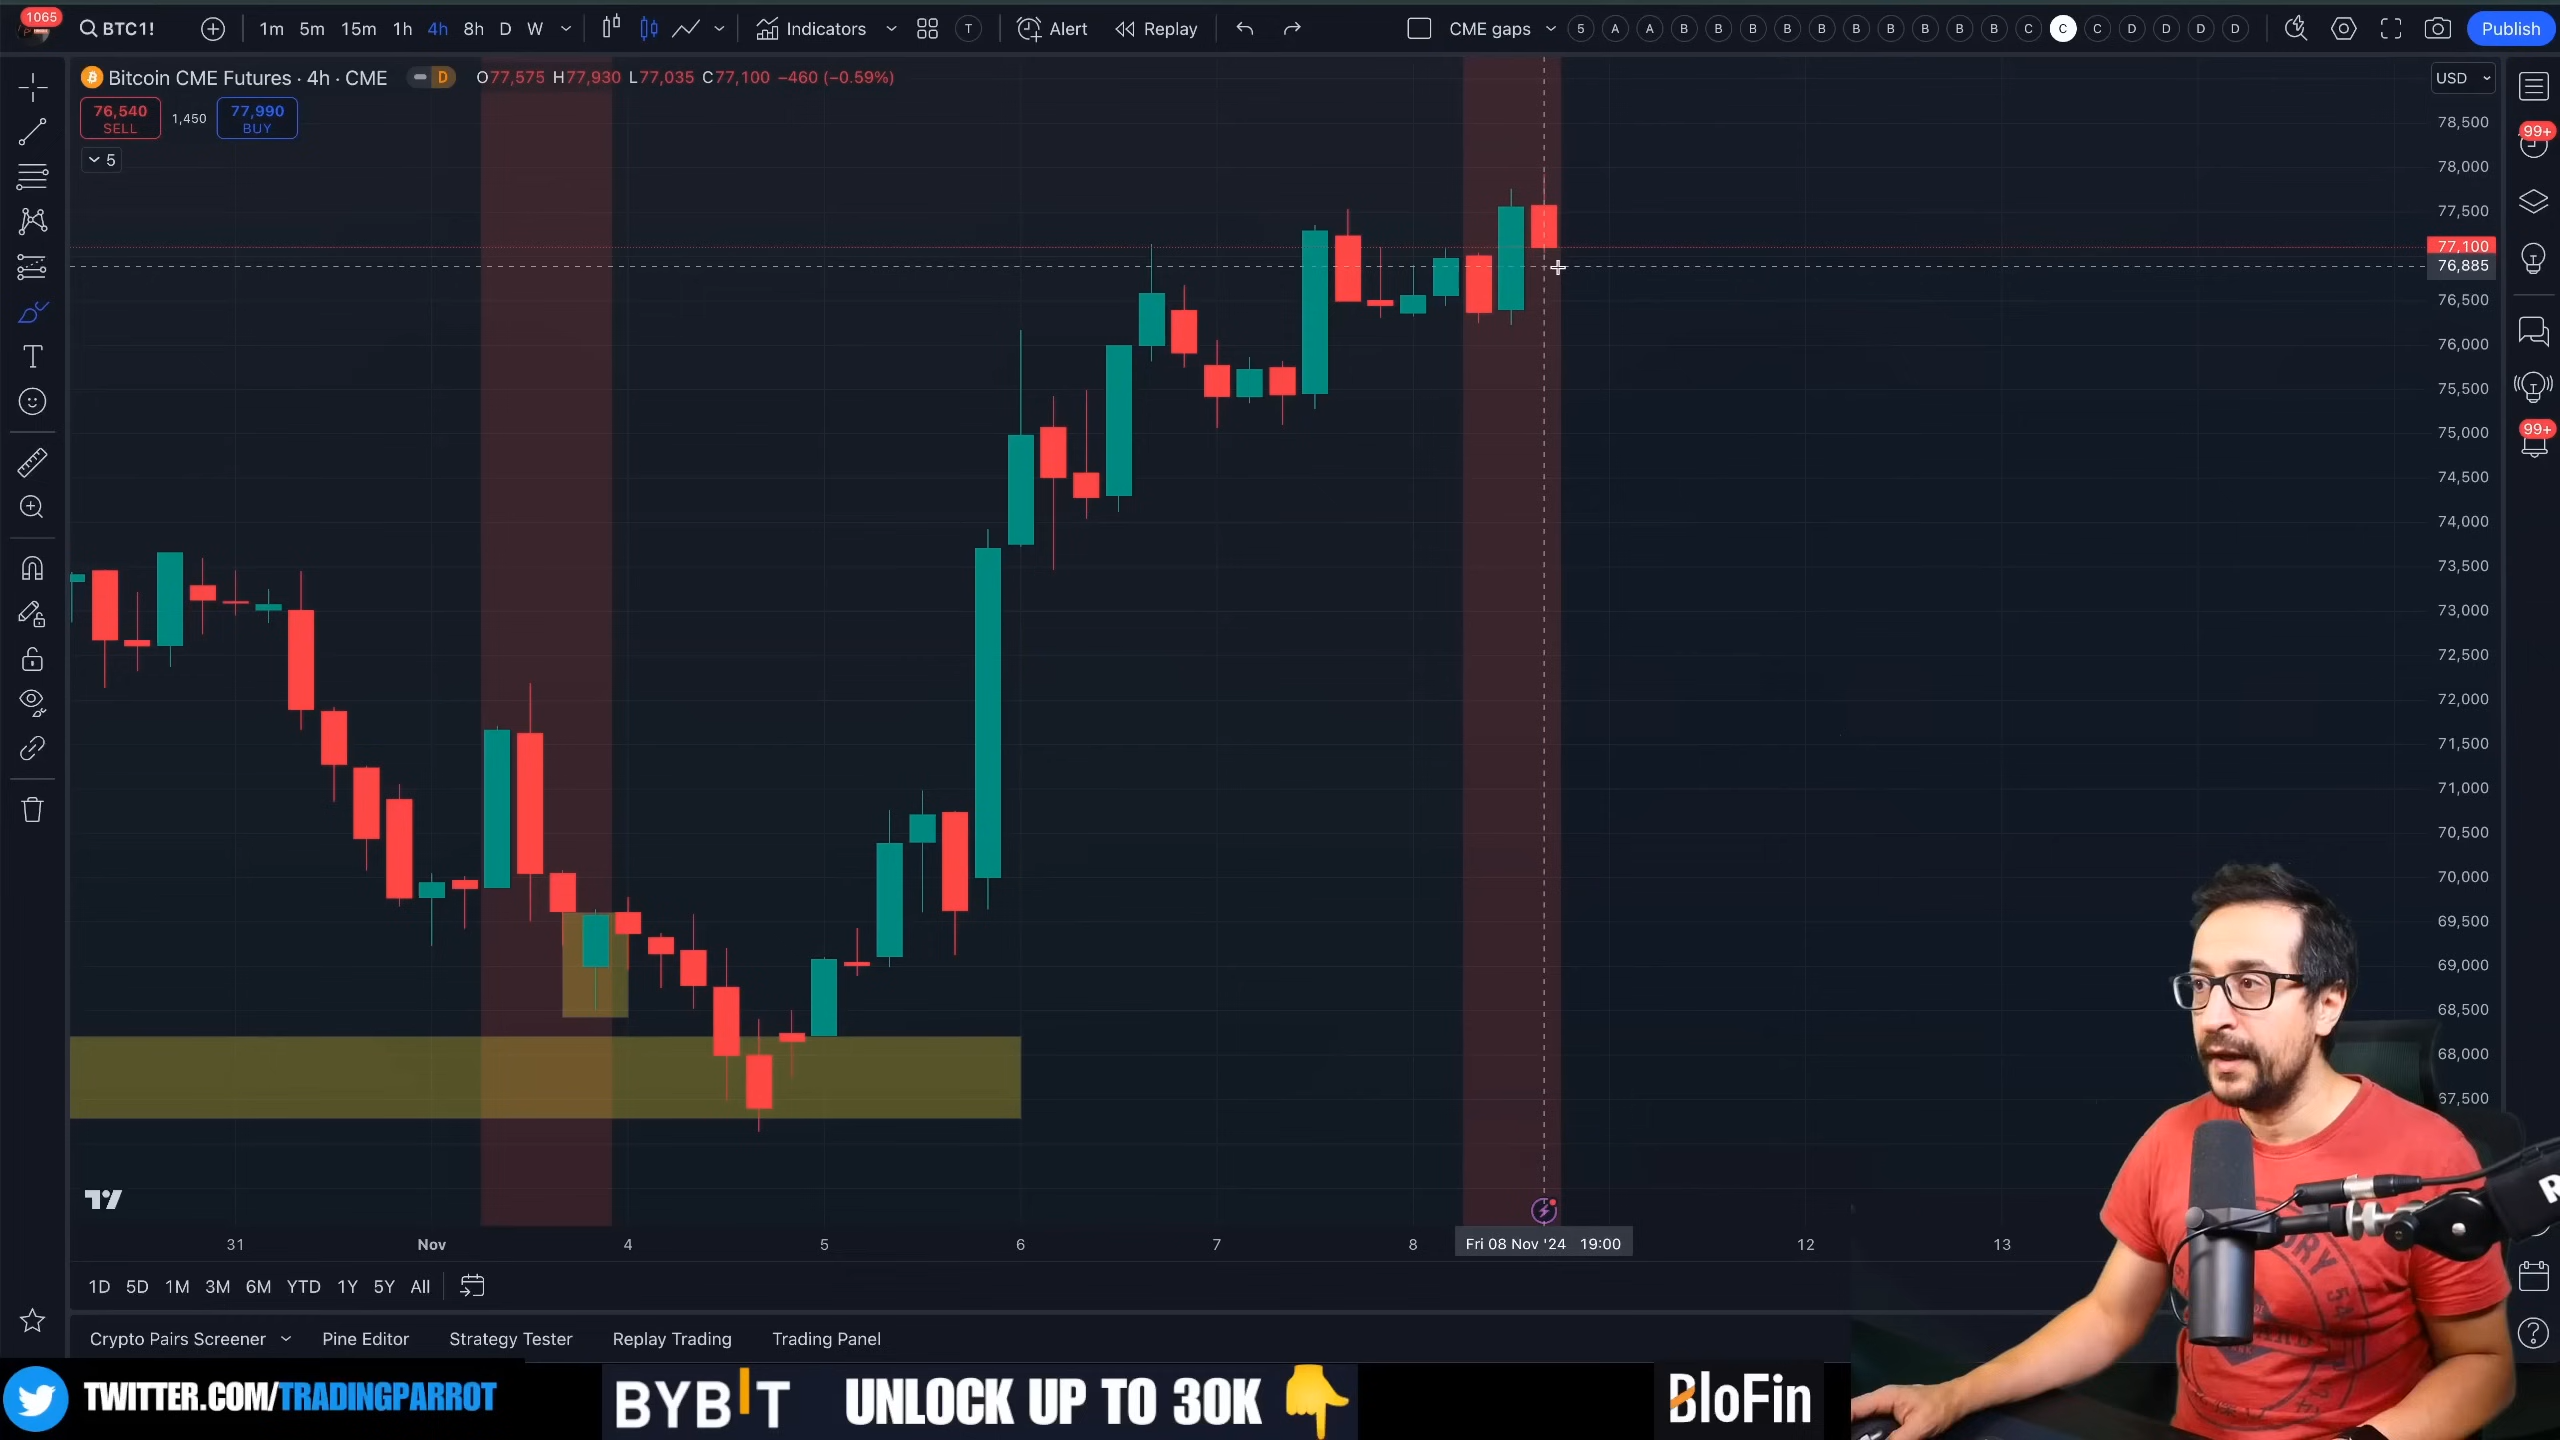 1065
BTC1!
1m 5m 15m 1h 4h 8h D W
Indicators
T
Alert
Replay
CME gaps
5 A A B B B B B B B B B B C C C D D D D
Publish
Bitcoin CME Futures · 4h · CME
D
O77,575 H77,930 L77,035 C77,100 −460 (−0.59%)
USD
76,540
SELL
1,450
77,990
BUY
5
78,500
78,000
77,500
77,100
76,885
76,500
76,000
75,500
75,000
74,500
74,000
73,500
73,000
72,500
72,000
71,500
71,000
70,500
70,000
69,500
69,000
68,500
68,000
67,500
99+
99+
31 Nov 4 5 6 7 8 Fri 08 Nov '24 19:00 12 13
1D 5D 1M 3M 6M YTD 1Y 5Y All
Crypto Pairs Screener Pine Editor Strategy Tester Replay Trading Trading Panel
TWITTER.COM/TRADINGPARROT
BYBIT
UNLOCK UP TO 30K
BloFin